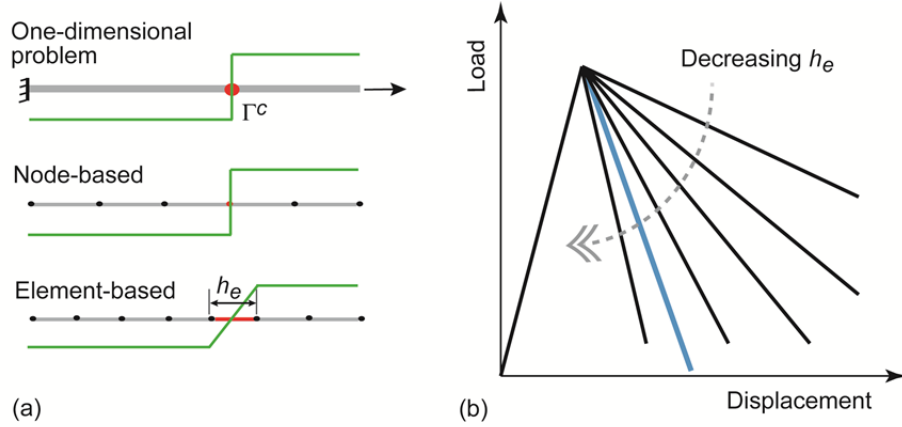 One-dimensional
problem
Γᶜ
Node-based
Element-based
hₑ
(a)
Load
Decreasing hₑ
Displacement
(b)